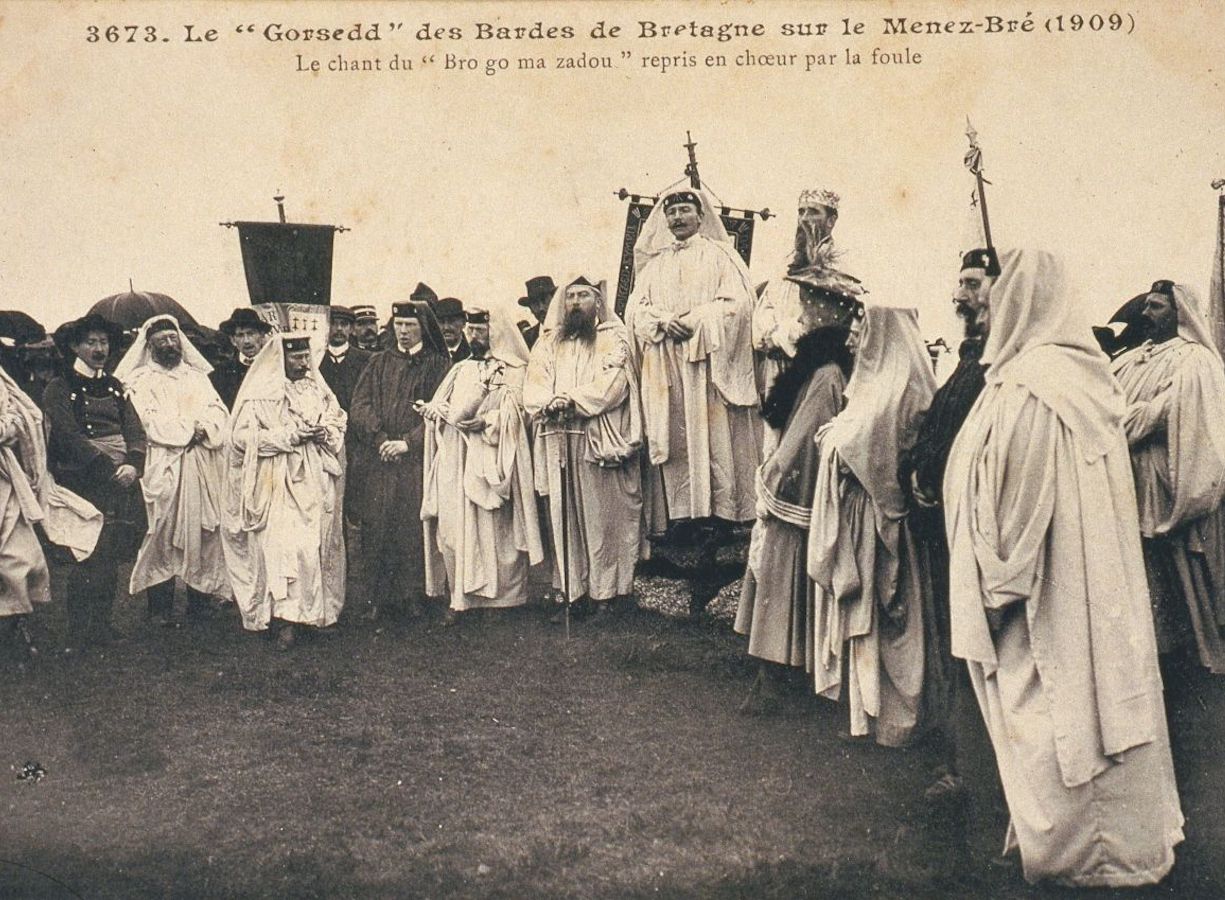 3673. Le “Gorsedd” des Bardes de Bretagne sur le Menez-Bré (1909)
Le chant du “ Bro go ma zadou ” repris en chœur par la foule